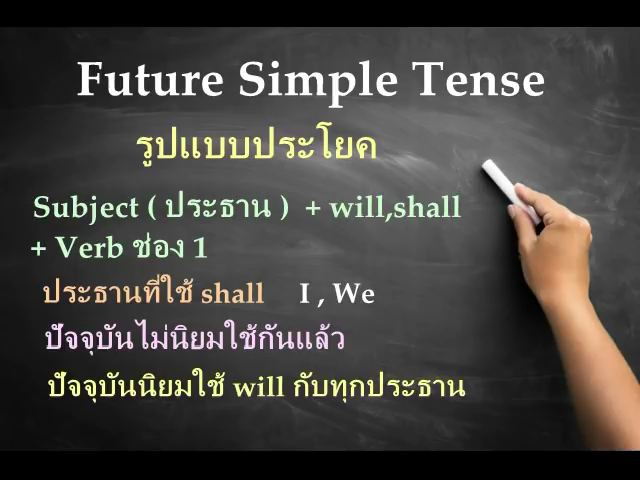 Future Simple Tense
รูปแบบประโยค
Subject ( ประธาน ) + will,shall
+ Verb ช่อง 1
ประธานที่ใช้ shall I , We
ปัจจุบันไม่นิยมใช้กันแล้ว
ปัจจุบันนิยมใช้ will กับทุกประธาน